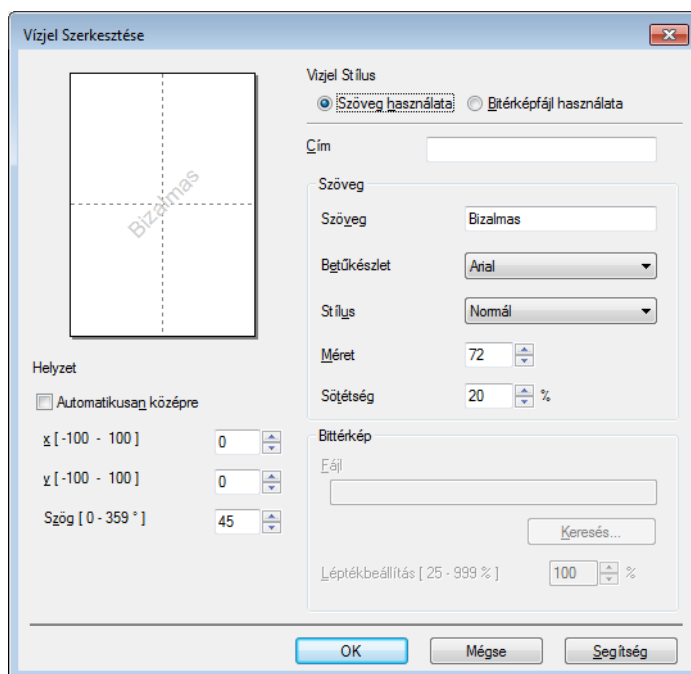 Vízjel Szerkesztése
Vizjel Stílus
Szöveg használata
Bitérképfájl használata
Cím
Szöveg
Szöveg Bizalmas
Betűkészlet Arial
Stílus Normál
Méret 72
Sötétség 20 %
Bizalmas
Helyzet
Automatikusan középre
x [ -100 - 100 ] 0
y [ -100 - 100 ] 0
Szög [ 0 - 359 ° ] 45
Bittérkép
Fájl
Keresés...
Léptékbeállítás [ 25 - 999 % ] 100 %
OK Mégse Segítség